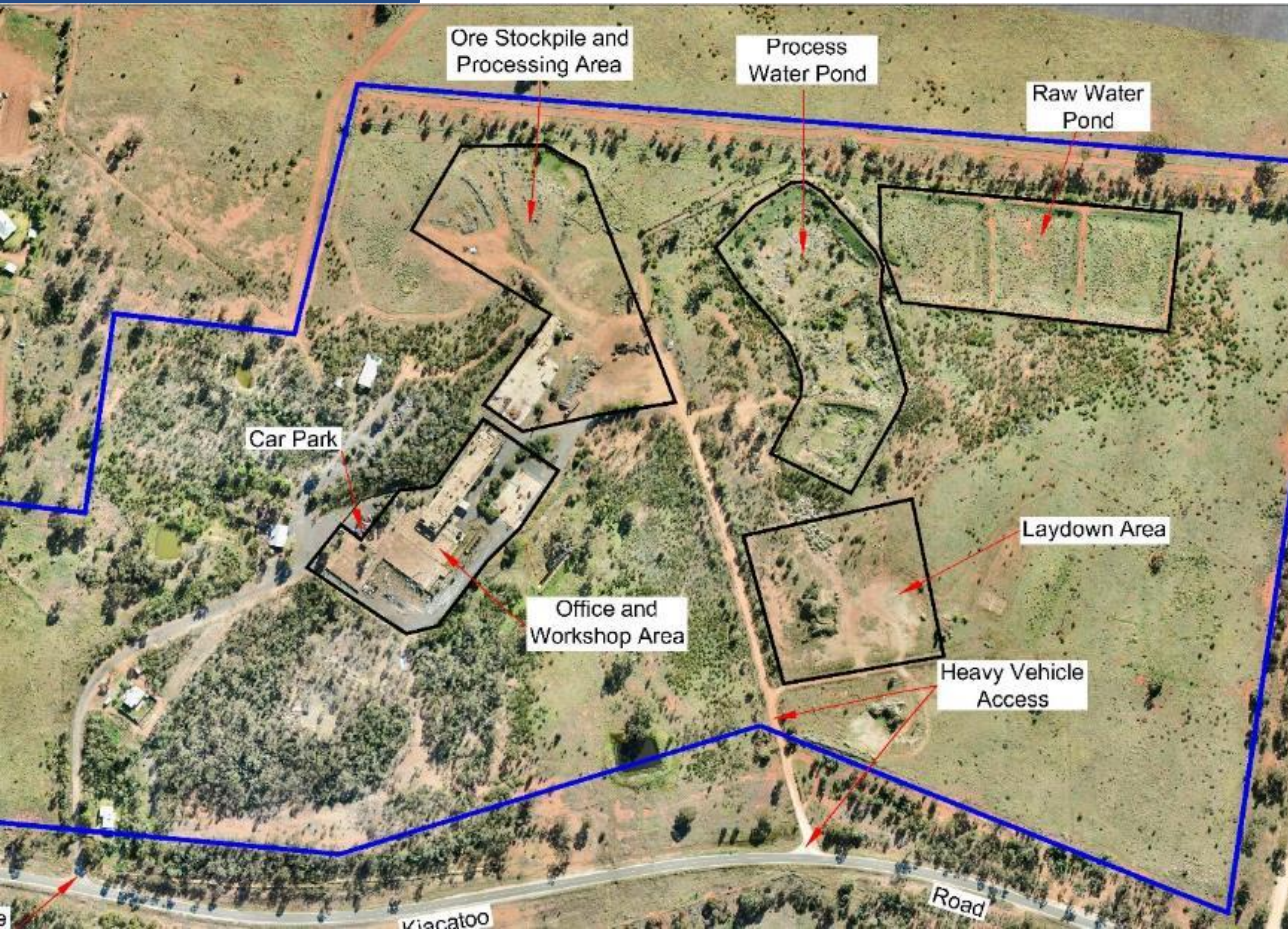 Ore Stockpile and
Processing Area
Process
Water Pond
Raw Water
Pond
Car Park
Laydown Area
Office and
Workshop Area
Heavy Vehicle
Access
Kiacatoo
Road